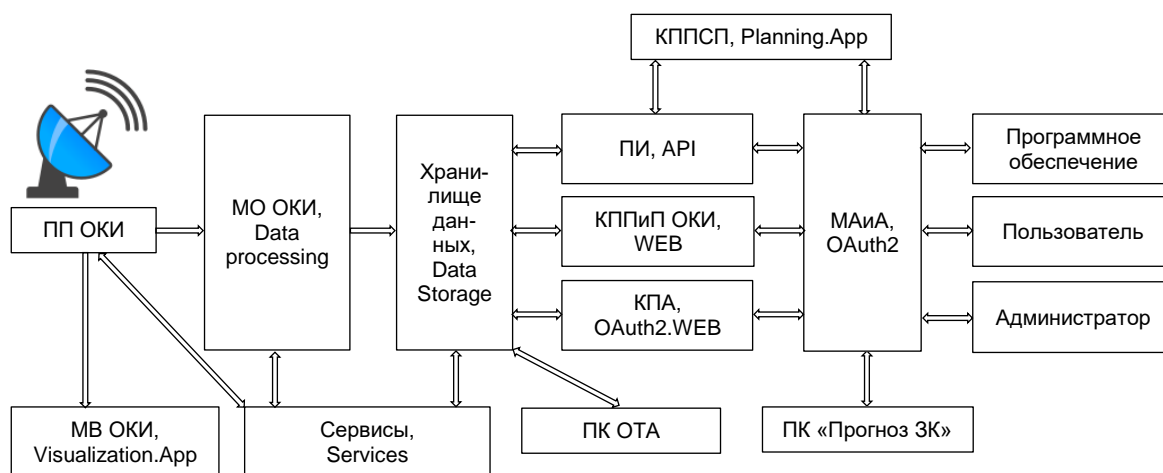 КППСП, Planning.App
ПП ОКИ
МО ОКИ,
Data
processing
Храни-
лище
дан-
ных,
Data
Storage
ПИ, API
КППиП ОКИ,
WEB
КПА,
OAuth2.WEB
МАиА,
OAuth2
Программное
обеспечение
Пользователь
Администратор
МВ ОКИ,
Visualization.App
Сервисы,
Services
ПК ОТА
ПК «Прогноз ЗК»